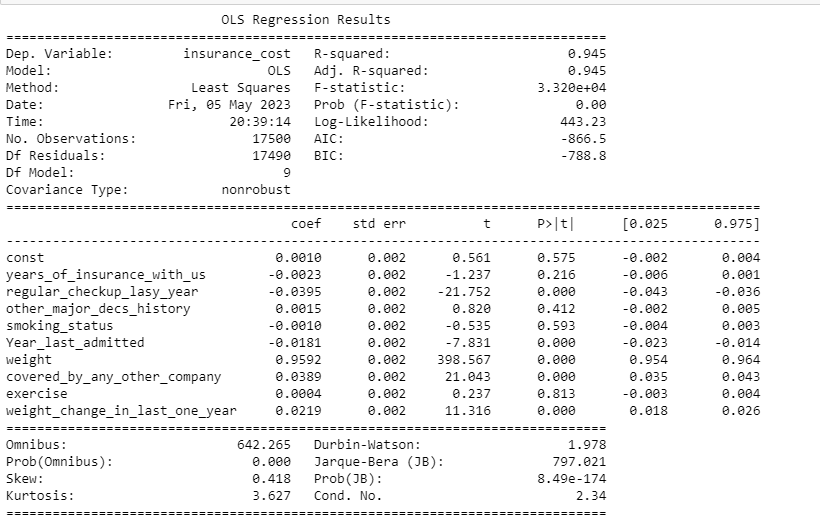 OLS Regression Results
==============================================================================
Dep. Variable: insurance_cost R-squared: 0.945
Model: OLS Adj. R-squared: 0.945
Method: Least Squares F-statistic: 3.320e+04
Date: Fri, 05 May 2023 Prob (F-statistic): 0.00
Time: 20:39:14 Log-Likelihood: 443.23
No. Observations: 17500 AIC: -866.5
Df Residuals: 17490 BIC: -788.8
Df Model: 9
Covariance Type: nonrobust
==================================================================================================
coef std err t P>|t| [0.025 0.975]
--------------------------------------------------------------------------------------------------
const 0.0010 0.002 0.561 0.575 -0.002 0.004
years_of_insurance_with_us -0.0023 0.002 -1.237 0.216 -0.006 0.001
regular_checkup_lasy_year -0.0395 0.002 -21.752 0.000 -0.043 -0.036
other_major_decs_history 0.0015 0.002 0.820 0.412 -0.002 0.005
smoking_status -0.0010 0.002 -0.535 0.593 -0.004 0.003
Year_last_admitted -0.0181 0.002 -7.831 0.000 -0.023 -0.014
weight 0.9592 0.002 398.567 0.000 0.954 0.964
covered_by_any_other_company 0.0389 0.002 21.043 0.000 0.035 0.043
exercise 0.0004 0.002 0.237 0.813 -0.003 0.004
weight_change_in_last_one_year 0.0219 0.002 11.316 0.000 0.018 0.026
==============================================================================
Omnibus: 642.265 Durbin-Watson: 1.978
Prob(Omnibus): 0.000 Jarque-Bera (JB): 797.021
Skew: 0.418 Prob(JB): 8.49e-174
Kurtosis: 3.627 Cond. No. 2.34
==============================================================================